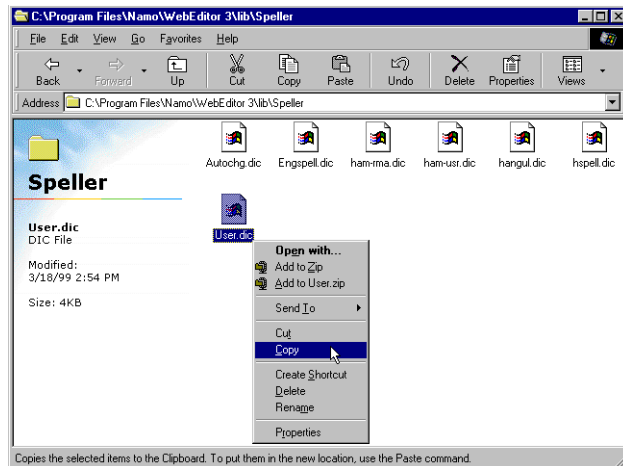 C:\Program Files\Namo\WebEditor 3\lib\Speller
File Edit View Go Favorites Help
Back Forward Up Cut Copy Paste Undo Delete Properties Views
Address C:\Program Files\Namo\WebEditor 3\lib\Speller
Autochg.dic Engspell.dic ham-rma.dic ham-usr.dic hangul.dic hspell.dic
Speller
User.dic
User.dic
DIC File
Modified:
3/18/99 2:54 PM
Size: 4KB
Open with...
Add to Zip
Add to User.zip
Send To
Cut
Copy
Create Shortcut
Delete
Rename
Properties
Copies the selected items to the Clipboard. To put them in the new location, use the Paste command.